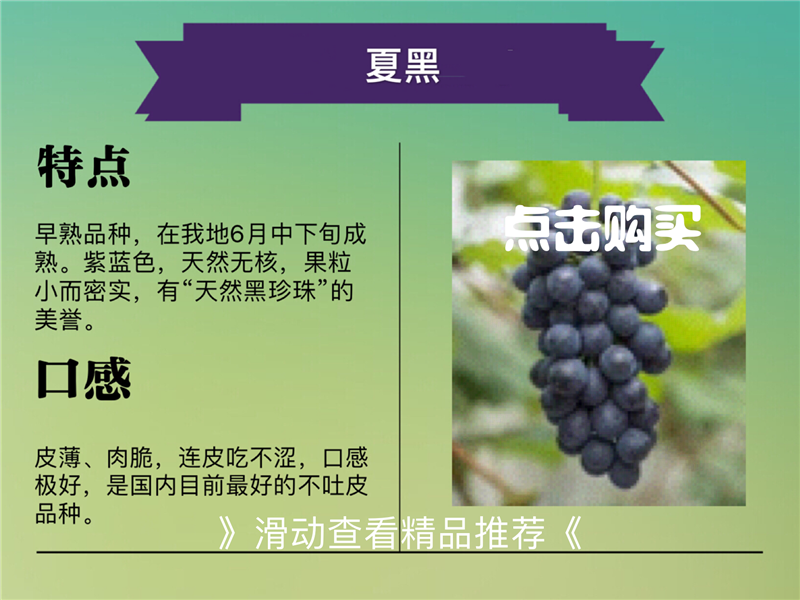 夏黑
特点
早熟品种，在我地6月中下旬成
熟。紫蓝色，天然无核，果粒
小而密实，有“天然黑珍珠”的
美誉。
口感
皮薄、肉脆，连皮吃不涩，口感
极好，是国内目前最好的不吐皮
品种。
点击购买
》滑动查看精品推荐《